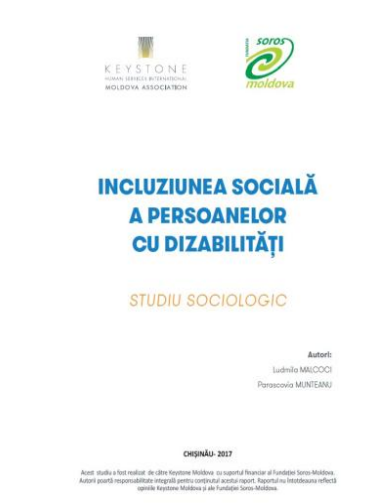 KEYSTONE
HUMAN SERVICES INTERNATIONAL
MOLDOVA ASSOCIATION
FUNDAȚIA
soros
moldova
INCLUZIUNEA SOCIALĂ
A PERSOANELOR
CU DIZABILITĂȚI
STUDIU SOCIOLOGIC
Autori:
Ludmila MALCOCI
Parascovia MUNTEANU
CHIȘINĂU- 2017
Acest studiu a fost realizat de către Keystone Moldova cu suportul financiar al Fundației Soros-Moldova.
Autorii poartă responsabilitate integrală pentru conținutul acestui raport. Raportul nu întotdeauna reflectă
opiniile Keystone Moldova și ale Fundației Soros-Moldova.